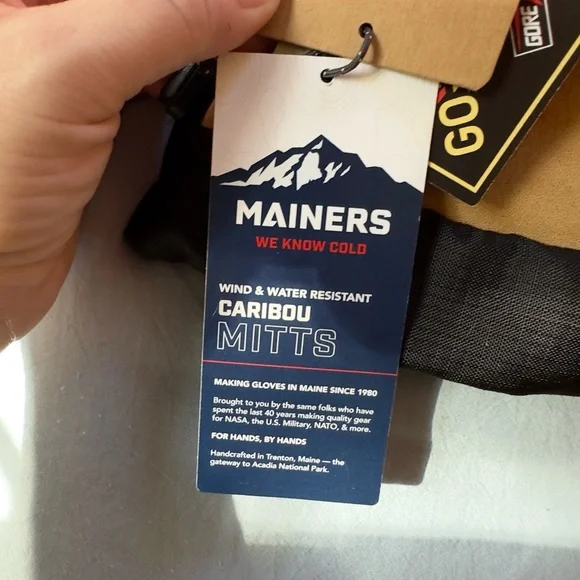 GORE
GO
MAINERS
WE KNOW COLD
WIND & WATER RESISTANT
CARIBOU
MITTS
MAKING GLOVES IN MAINE SINCE 1980
Brought to you by the same folks who have
spent the last 40 years making quality gear
for NASA, the U.S. Military, NATO, & more.
FOR HANDS, BY HANDS
Handcrafted in Trenton, Maine — the
gateway to Acadia National Park.